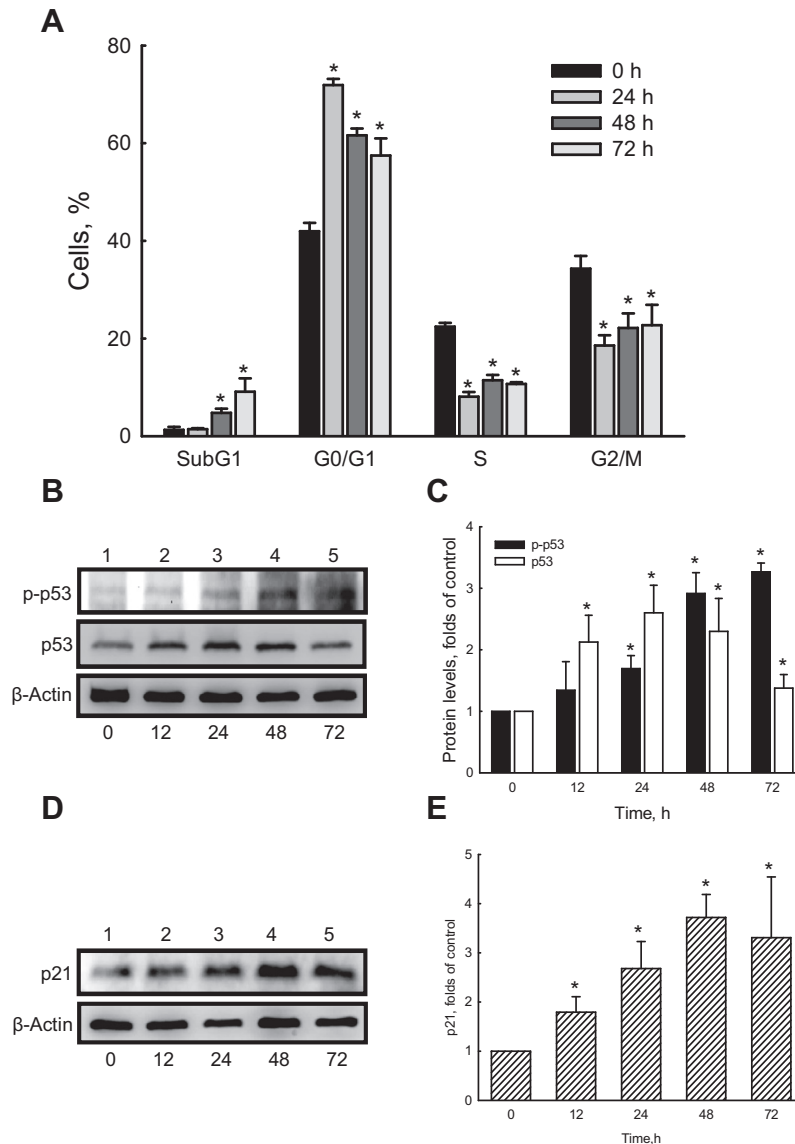 A
80
60
40
20
0
Cells, %
0 h
24 h
48 h
72 h
* * *
* * *
* * *
* *
SubG1 G0/G1 S G2/M
B
1 2 3 4 5
p-p53
p53
β-Actin
0 12 24 48 72
C
4
3
2
1
0
Protein levels, folds of control
p-p53
p53
* * * * * * *
0 12 24 48 72
Time, h
D
1 2 3 4 5
p21
β-Actin
0 12 24 48 72
E
5
4
3
2
1
0
p21, folds of control
* * * *
0 12 24 48 72
Time,h